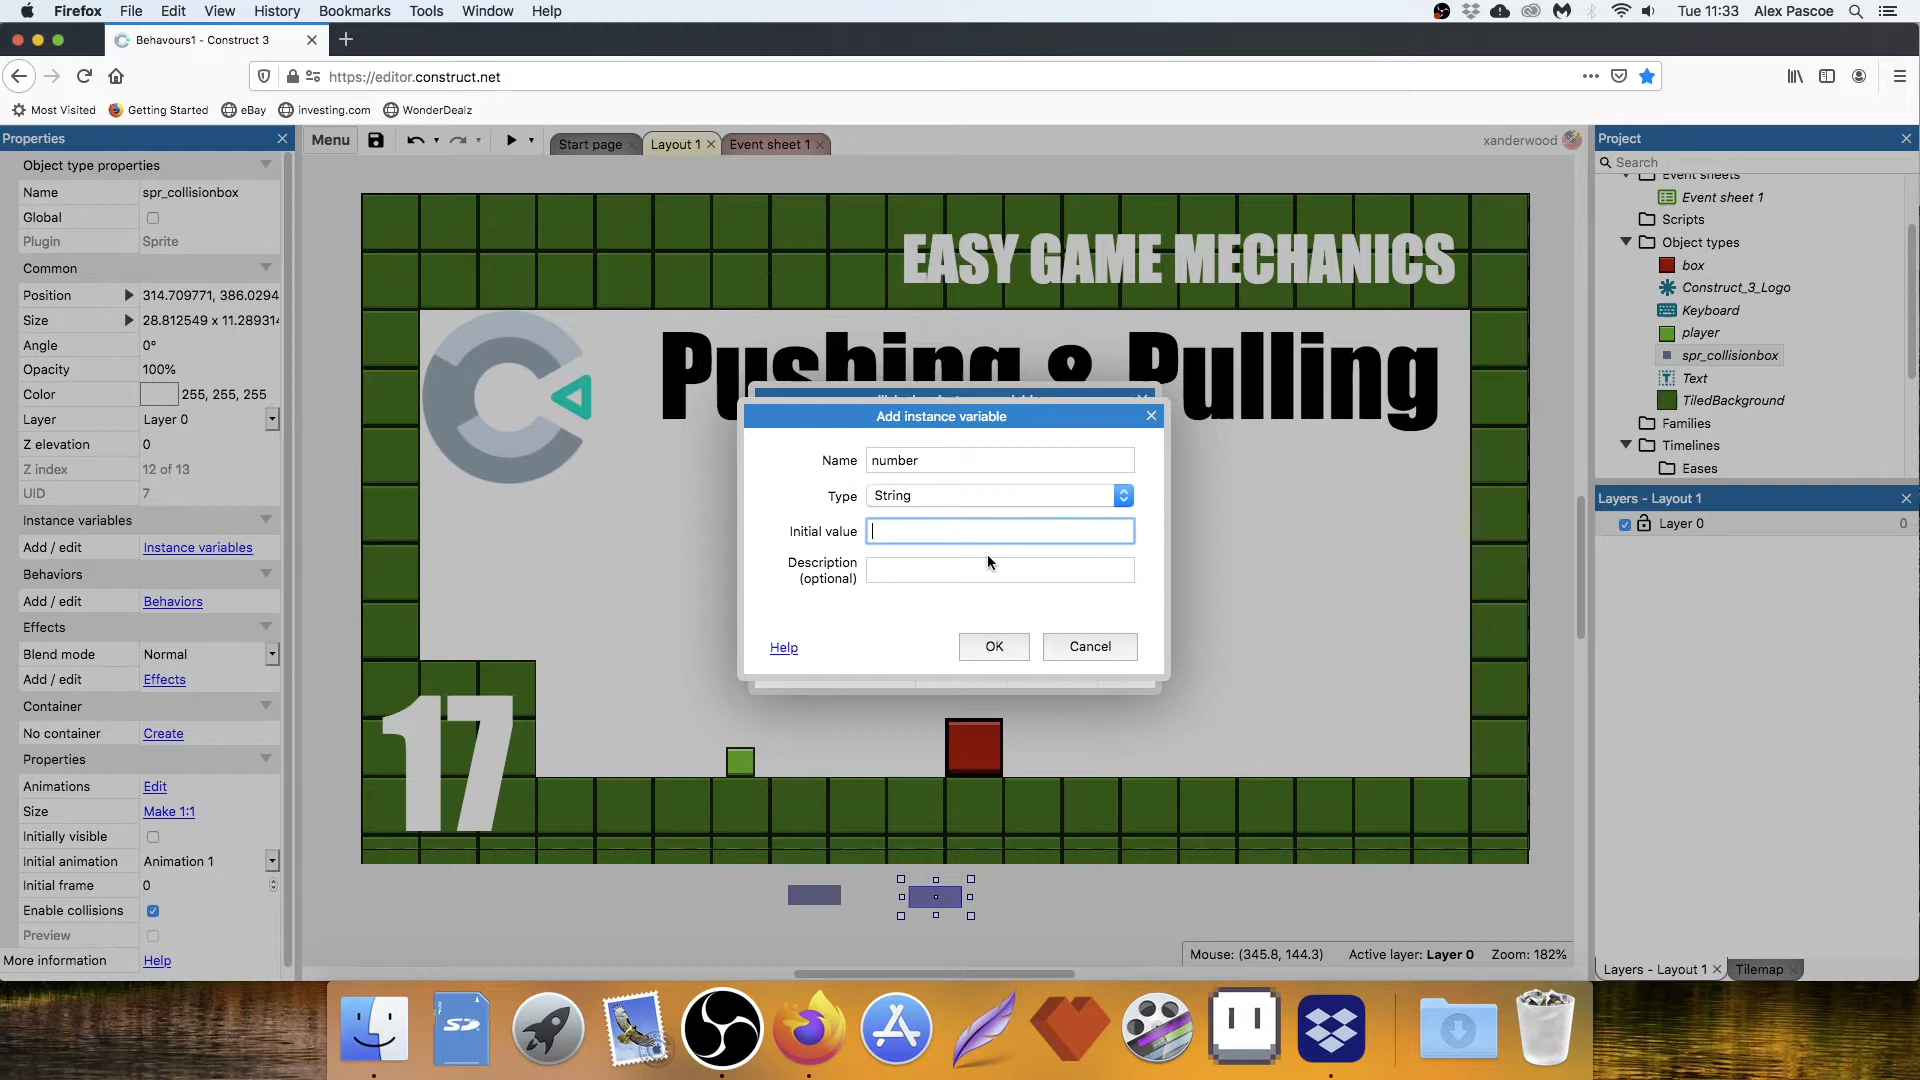 Firefox File Edit View History Bookmarks Tools Window Help Tue 11:33 Alex Pascoe
Behavours1 - Construct 3
https://editor.construct.net
Most Visited Getting Started eBay investing.com WonderDealz
Properties
Object type properties
Name spr_collisionbox
Global
Plugin Sprite
Common
Position 314.709771, 386.0294
Size 28.812549 x 11.289314
Angle 0°
Opacity 100%
Color 255, 255, 255
Layer Layer 0
Z elevation 0
Z index 12 of 13
UID 7
Instance variables
Add / edit Instance variables
Behaviors
Add / edit Behaviors
Effects
Blend mode Normal
Add / edit Effects
Container
No container Create
Properties
Animations Edit
Size Make 1:1
Initially visible
Initial animation Animation 1
Initial frame 0
Enable collisions
Preview
More information Help
Menu
Start page Layout 1 Event sheet 1
xanderwood
EASY GAME MECHANICS
Pushing & Pulling
17
Add instance variable
Name number
Type String
Initial value
Description
(optional)
Help OK Cancel
Mouse: (345.8, 144.3) Active layer: Layer 0 Zoom: 182%
Project
Search
Event sheets
Event sheet 1
Scripts
Object types
box
Construct_3_Logo
Keyboard
player
spr_collisionbox
Text
TiledBackground
Families
Timelines
Eases
Layers - Layout 1
Layer 0 0
Layers - Layout 1 Tilemap